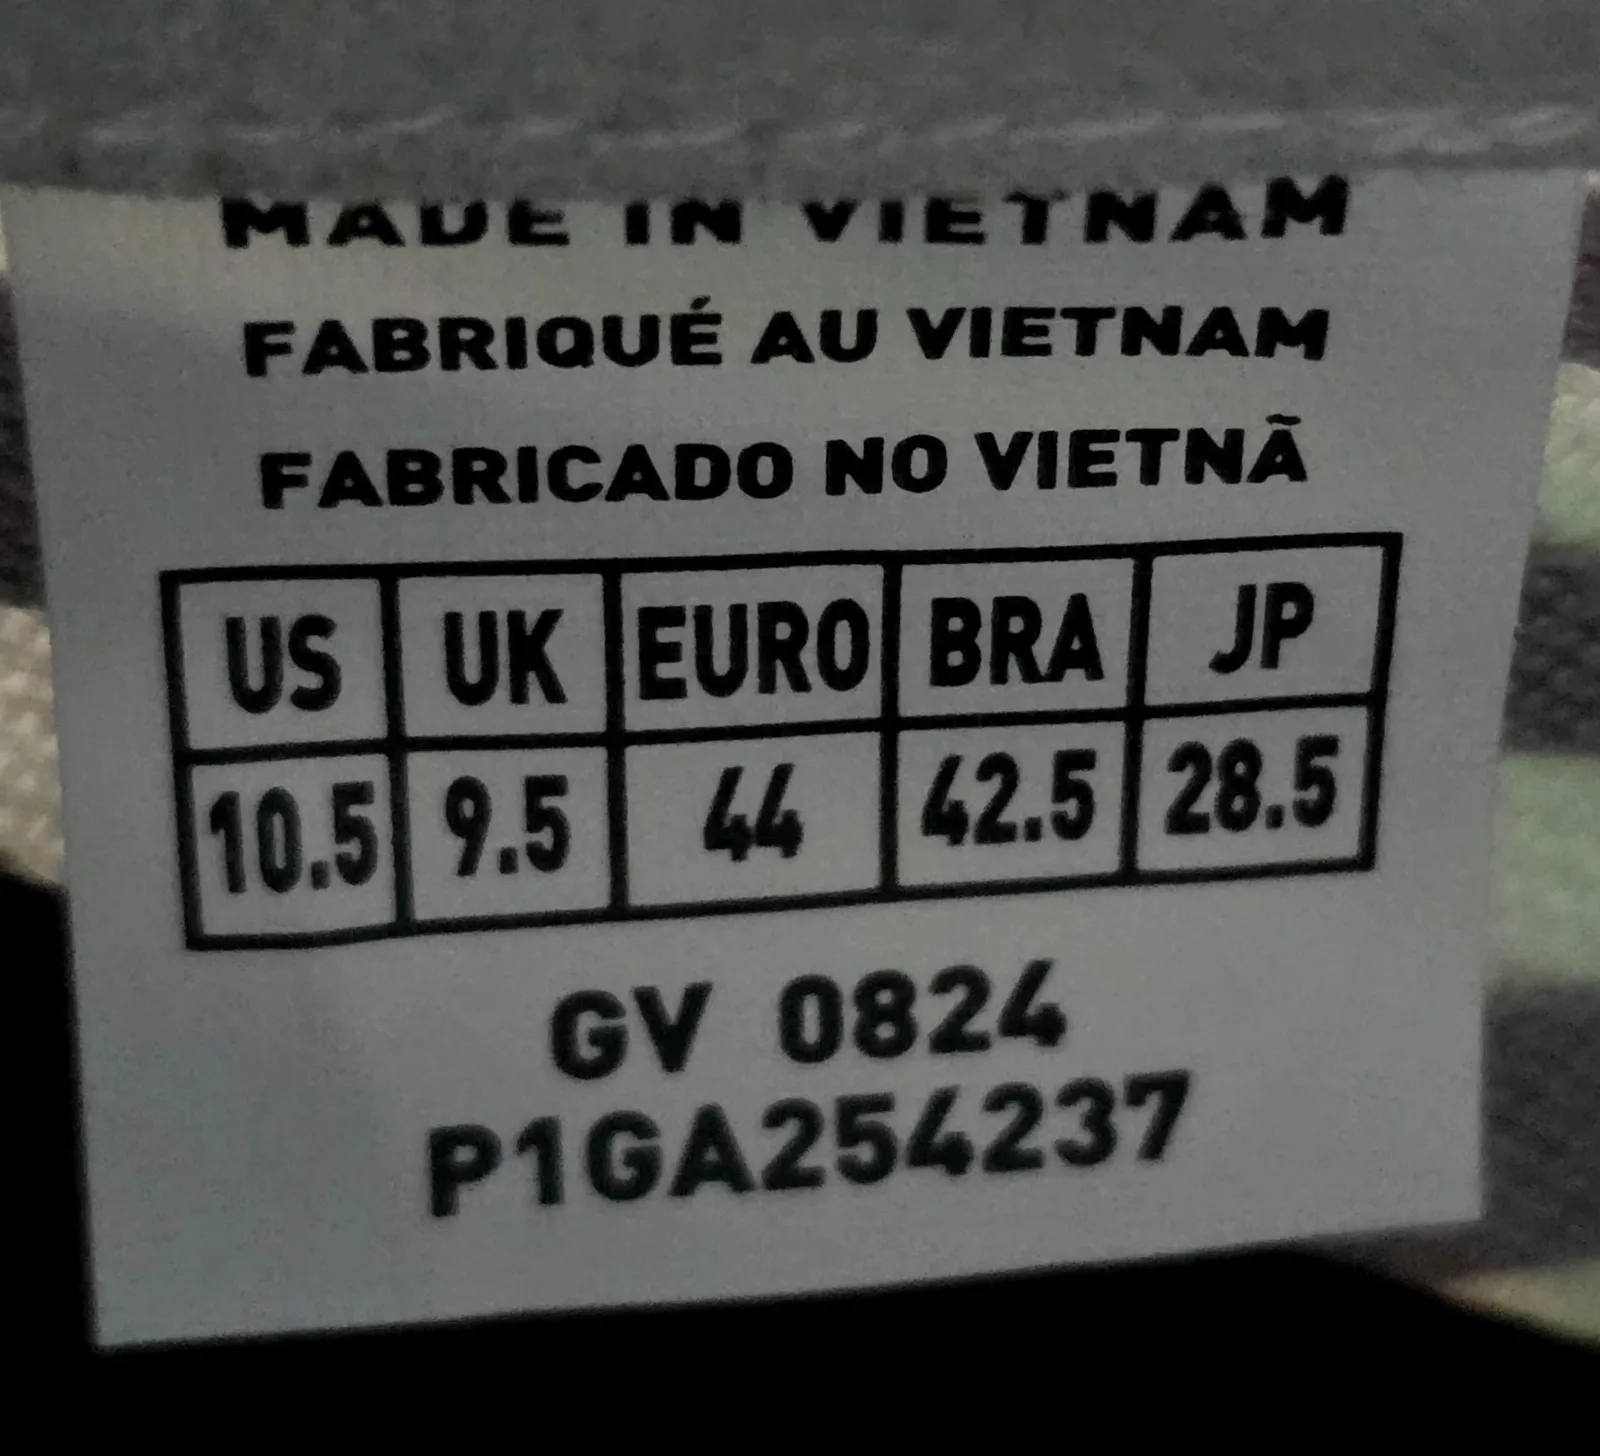 MADE IN VIETNAM
FABRIQUÉ AU VIETNAM
FABRICADO NO VIETNÃ
US UK EURO BRA JP
10.5 9.5 44 42.5 28.5
GV 0824
P1GA254237